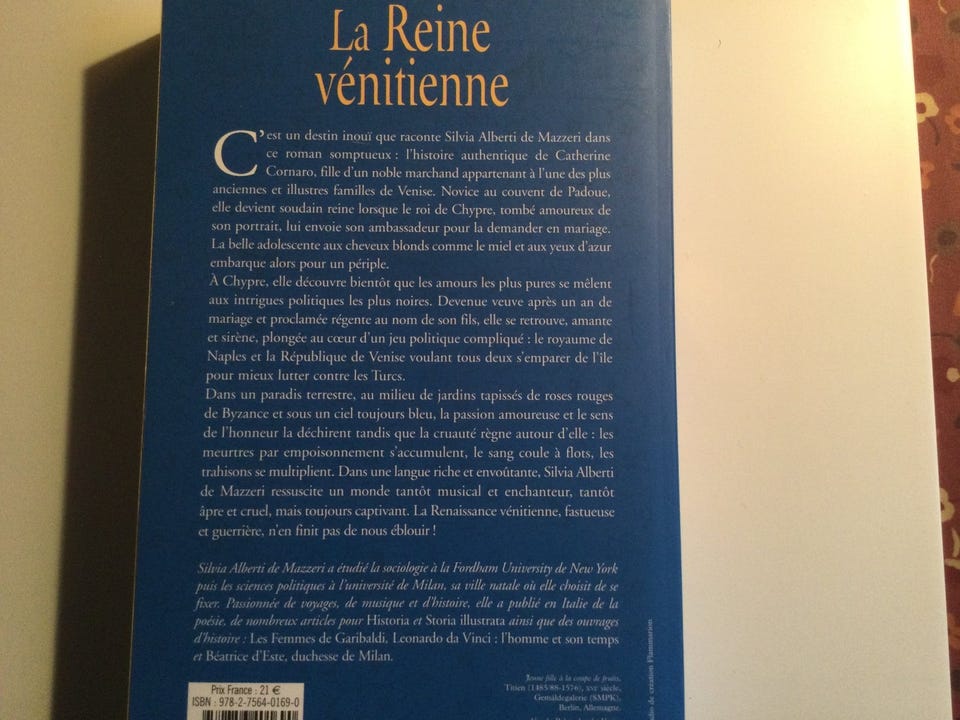 La Reine
vénitienne
C'est un destin inouï que raconte Silvia Alberti de Mazzeri dans
ce roman somptueux : l'histoire authentique de Catherine
Cornaro, fille d'un noble marchand appartenant à l'une des plus
anciennes et illustres familles de Venise. Novice au couvent de Padoue,
elle devient soudain reine lorsque le roi de Chypre, tombé amoureux de
son portrait, lui envoie son ambassadeur pour la demander en mariage.
La belle adolescente aux cheveux blonds comme le miel et aux yeux d'azur
embarque alors pour un périple.
À Chypre, elle découvre bientôt que les amours les plus pures se mêlent
aux intrigues politiques les plus noires. Devenue veuve après un an de
mariage et proclamée régente au nom de son fils, elle se retrouve, amante
et sirène, plongée au cœur d'un jeu politique compliqué : le royaume de
Naples et la République de Venise voulant tous deux s'emparer de l'île
pour mieux lutter contre les Turcs.
Dans un paradis terrestre, au milieu de jardins tapissés de roses rouges
de Byzance et sous un ciel toujours bleu, la passion amoureuse et le sens
de l'honneur la déchirent tandis que la cruauté règne autour d'elle : les
meurtres par empoisonnement s'accumulent, le sang coule à flots, les
trahisons se multiplient. Dans une langue riche et envoûtante, Silvia Alberti
de Mazzeri ressuscite un monde tantôt musical et enchanteur, tantôt
âpre et cruel, mais toujours captivant. La Renaissance vénitienne, fastueuse
et guerrière, n'en finit pas de nous éblouir !
Silvia Alberti de Mazzeri a étudié la sociologie à la Fordham University de New York
puis les sciences politiques à l'université de Milan, sa ville natale où elle choisit de se
fixer. Passionnée de voyages, de musique et d'histoire, elle a publié en Italie de la
poésie, de nombreux articles pour Historia et Storia illustrata ainsi que des ouvrages
d'histoire : Les Femmes de Garibaldi, Leonardo da Vinci : l'homme et son temps
et Béatrice d'Este, duchesse de Milan.
Prix France : 21 €
ISBN : 978-2-7564-0169-0
Jeune fille à la coupe de fruits,
Titien (1485/88-1576), XVIe siècle,
Gemäldegalerie (SMPK),
Berlin, Allemagne.
de création Flammarion